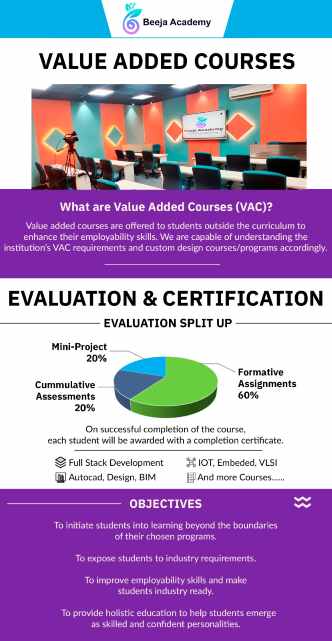 Beeja Academy
VALUE ADDED COURSES
What are Value Added Courses (VAC)?
Value added courses are offered to students outside the curriculum to
enhance their employability skills. We are capable of understanding the
institution's VAC requirements and custom design courses/programs accordingly.
EVALUATION & CERTIFICATION
EVALUATION SPLIT UP
Mini-Project
20%
Cummulative
Assessments
20%
Formative
Assignments
60%
On successful completion of the course,
each student will be awarded with a completion certificate.
Full Stack Development
IOT, Embeded, VLSI
Autocad, Design, BIM
And more Courses......
OBJECTIVES
To initiate students into learning beyond the boundaries
of their chosen programs.
To expose students to industry requirements.
To improve employability skills and make
students industry ready.
To provide holistic education to help students emerge
as skilled and confident personalities.